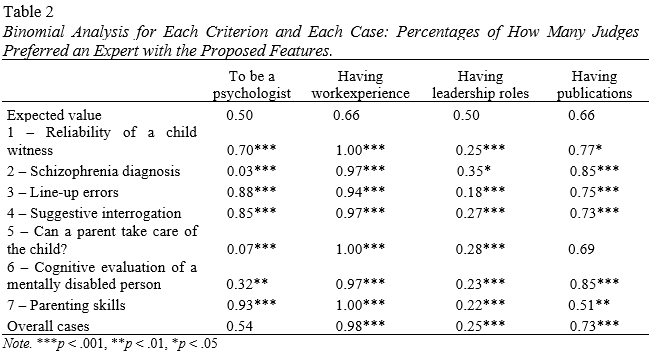 Table 2
Binomial Analysis for Each Criterion and Each Case: Percentages of How Many Judges
Preferred an Expert with the Proposed Features.
To be a Having Having Having
psychologist workexperience leadership roles publications
Expected value 0.50 0.66 0.50 0.66
1 – Reliability of a child
witness 0.70*** 1.00*** 0.25*** 0.77*
2 – Schizophrenia diagnosis 0.03*** 0.97*** 0.35* 0.85***
3 – Line-up errors 0.88*** 0.94*** 0.18*** 0.75***
4 – Suggestive interrogation 0.85*** 0.97*** 0.27*** 0.73***
5 – Can a parent take care of
the child? 0.07*** 1.00*** 0.28*** 0.69
6 – Cognitive evaluation of a
mentally disabled person 0.32** 0.97*** 0.23*** 0.85***
7 – Parenting skills 0.93*** 1.00*** 0.22*** 0.51**
Overall cases 0.54 0.98*** 0.25*** 0.73***
Note. ***p < .001, **p < .01, *p < .05